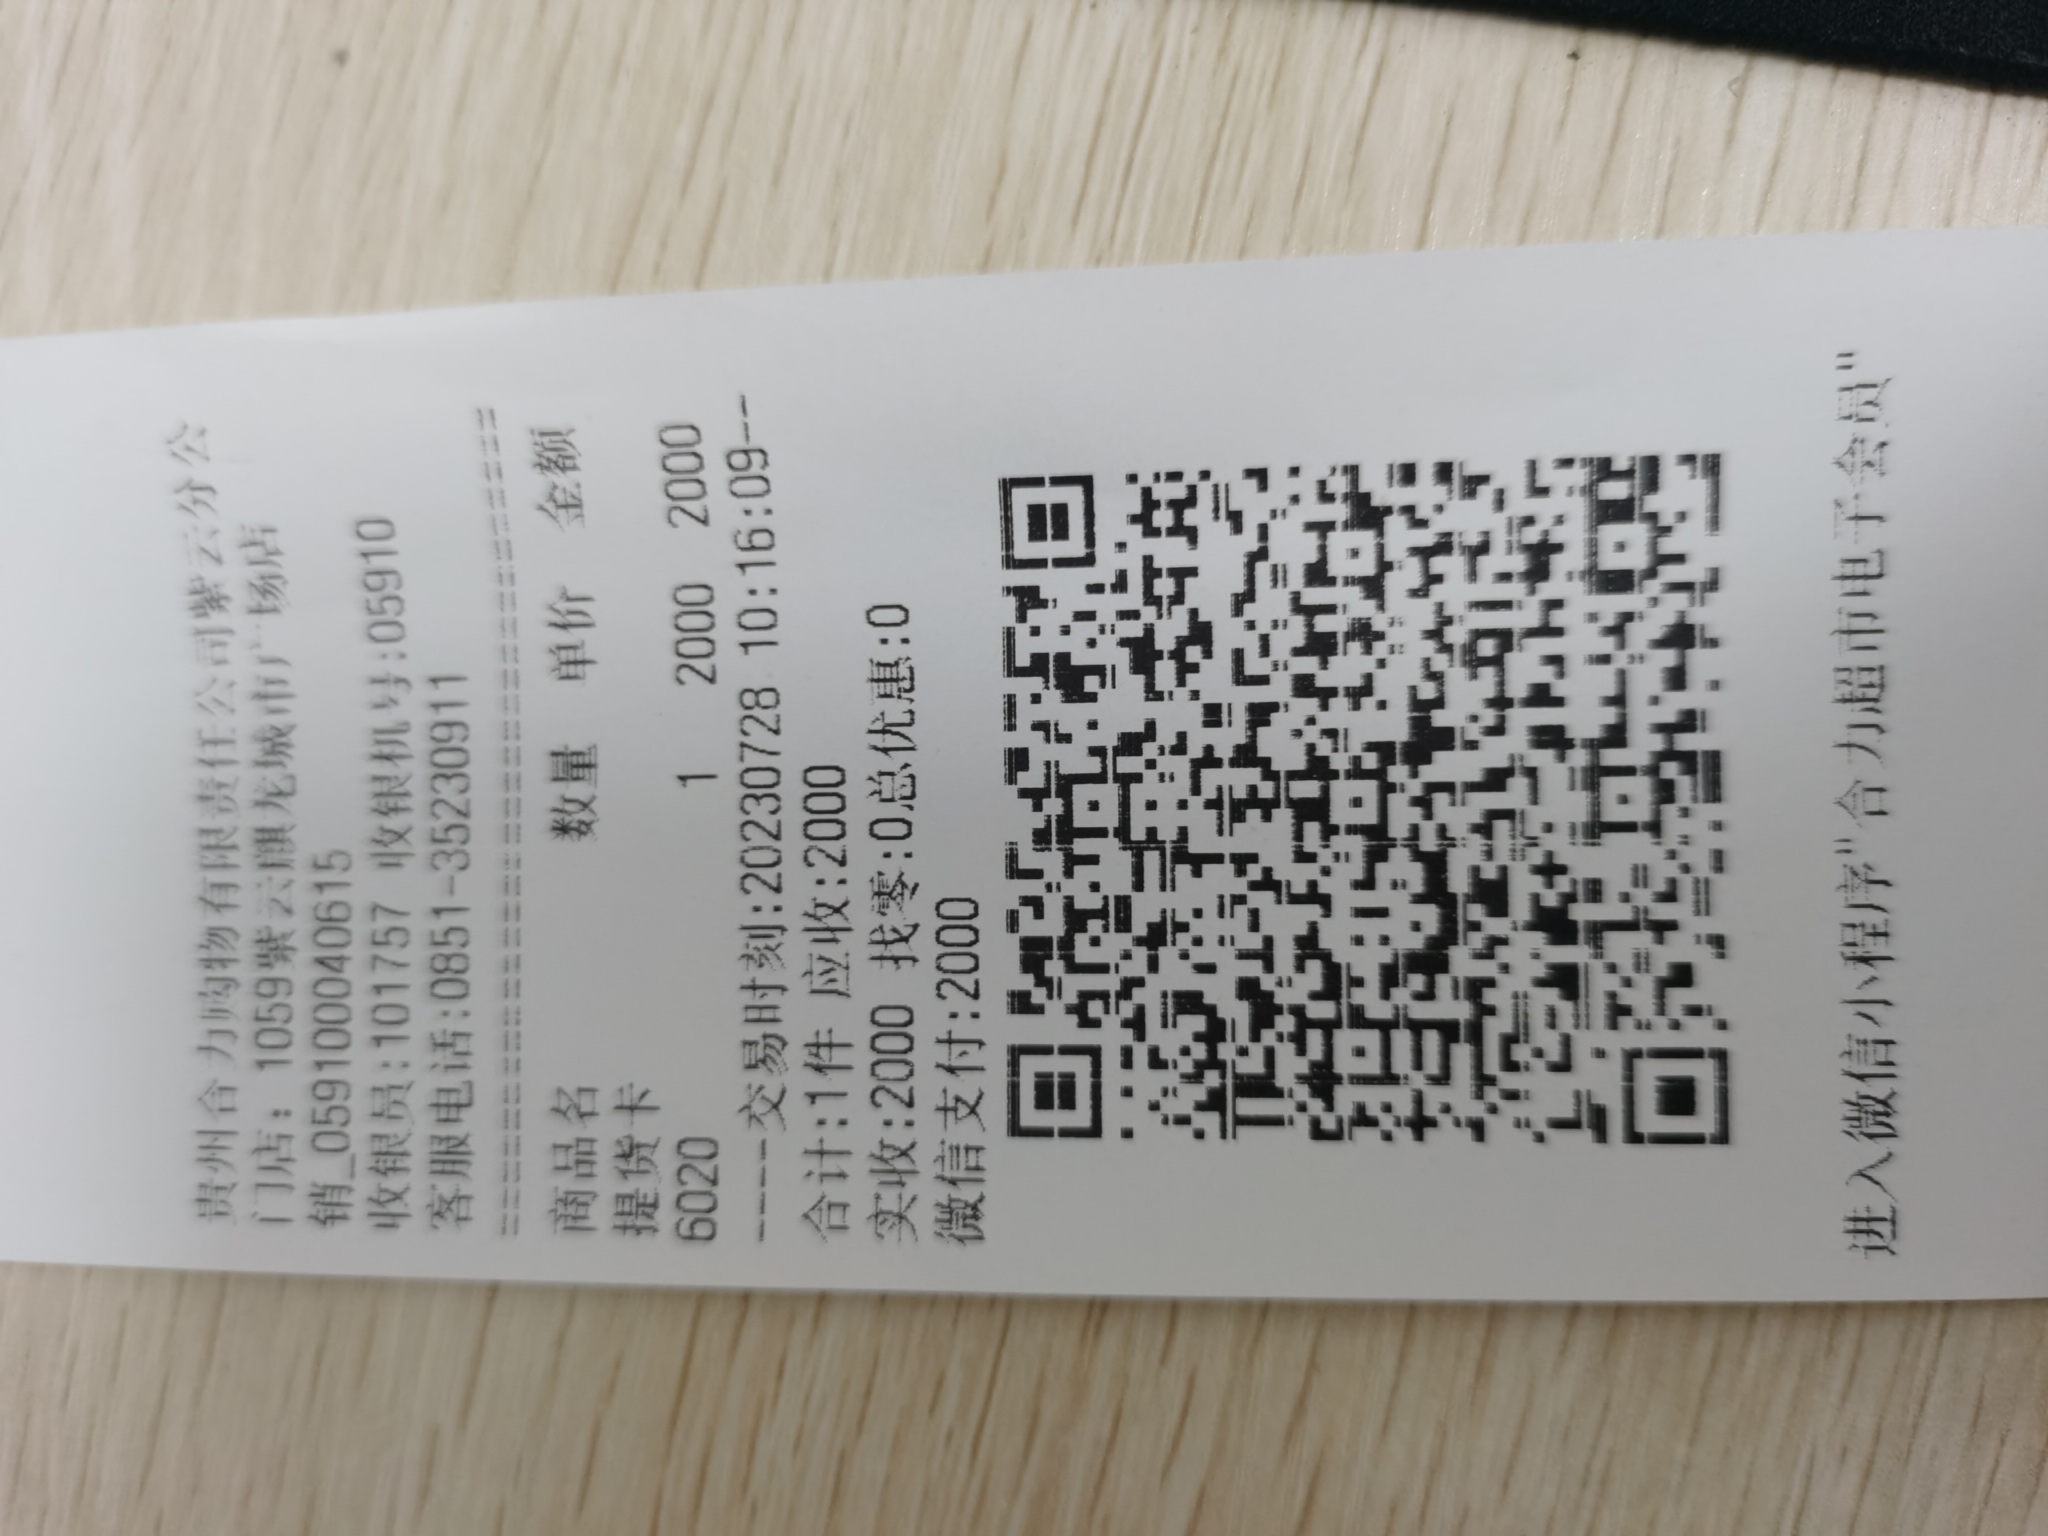 贵州合力购物有限责任公司紫云分公
门店: 1059紫云麒龙城市广场店
销_0591000040615
收银员:101757 收银机号:05910
客服电话:0851-35230911
================================
商品名 数量 单价 金额
提货卡
6020 1 2000 2000
----交易时刻:20230728 10:16:09--
合计:1件 应收:2000
实收:2000 找零:0总优惠:0
微信支付:2000
进入微信小程序"合力超市电子会员"